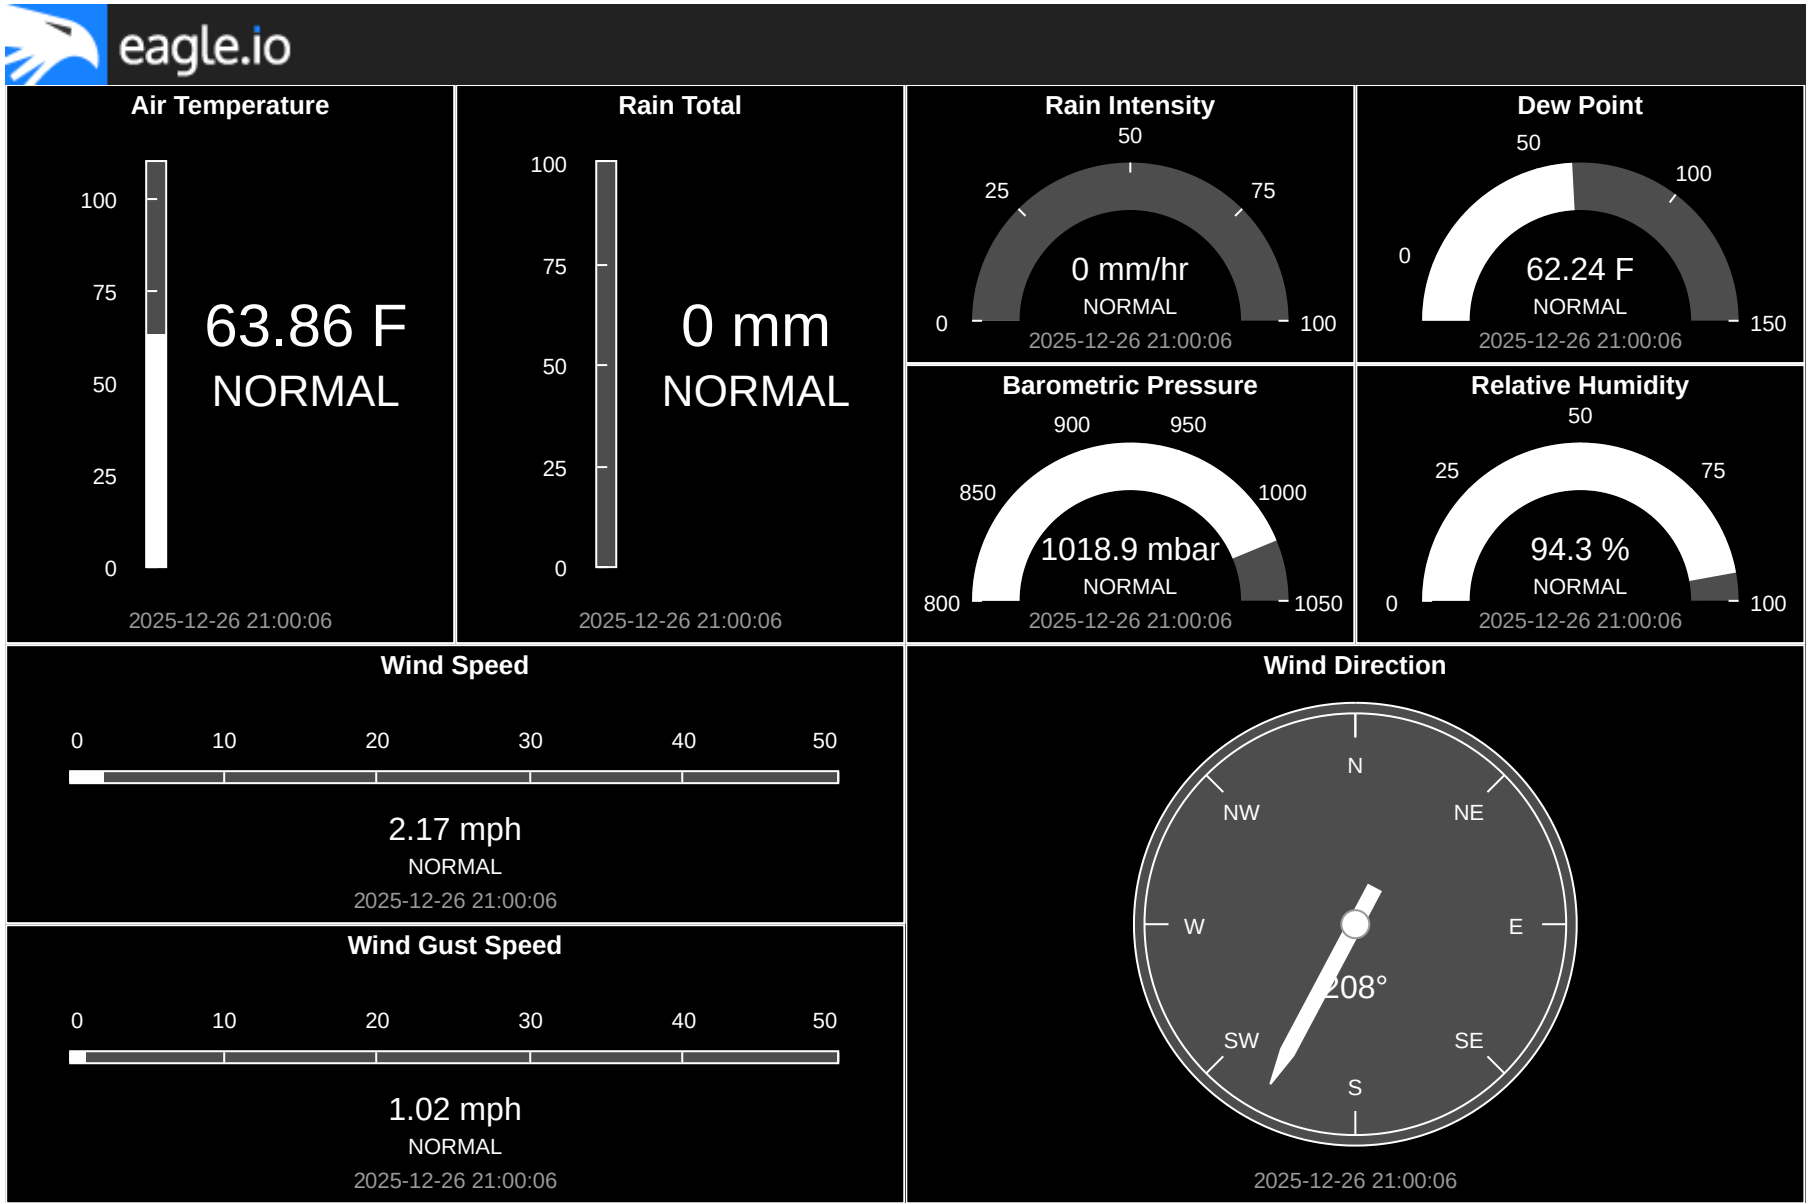 eagle.io
Air Temperature
100
75
50
25
0
63.86 F
NORMAL
2025-12-26 21:00:06
Rain Total
100
75
50
25
0
0 mm
NORMAL
2025-12-26 21:00:06
Rain Intensity
50
25
75
0
100
0 mm/hr
NORMAL
2025-12-26 21:00:06
Dew Point
50
100
0
150
62.24 F
NORMAL
2025-12-26 21:00:06
Barometric Pressure
900
950
850
1000
800
1050
1018.9 mbar
NORMAL
2025-12-26 21:00:06
Relative Humidity
50
25
75
0
100
94.3 %
NORMAL
2025-12-26 21:00:06
Wind Speed
0 10 20 30 40 50
2.17 mph
NORMAL
2025-12-26 21:00:06
Wind Gust Speed
0 10 20 30 40 50
1.02 mph
NORMAL
2025-12-26 21:00:06
Wind Direction
N
NW
NE
W
E
208°
SW
SE
S
2025-12-26 21:00:06